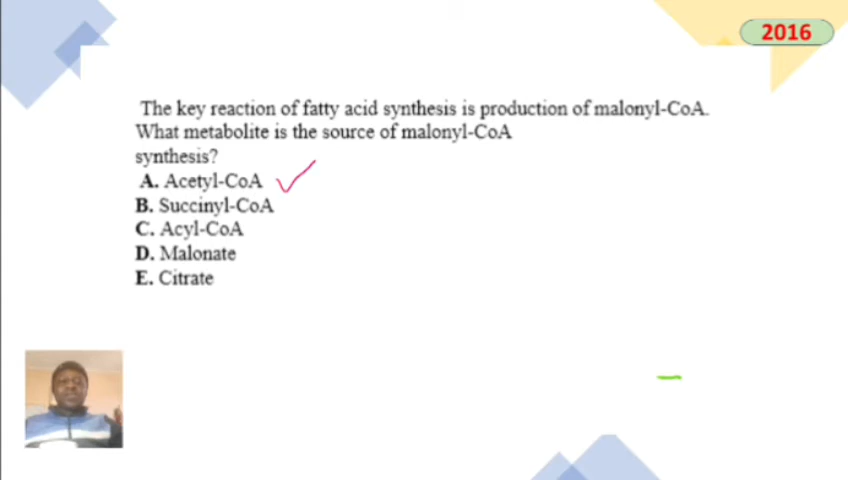 2016
The key reaction of fatty acid synthesis is production of malonyl-CoA.
What metabolite is the source of malonyl-CoA
synthesis?
A. Acetyl-CoA
B. Succinyl-CoA
C. Acyl-CoA
D. Malonate
E. Citrate